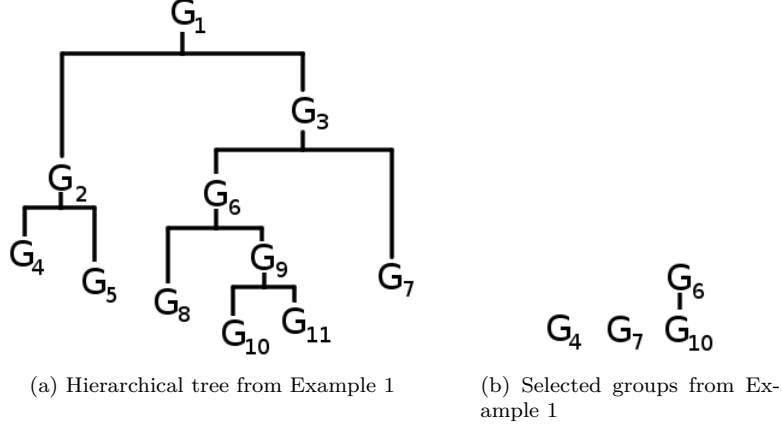 G1
G3
G2
G6
G4
G5
G9
G7
G8
G10
G11
G6
G4 G7 G10
(a) Hierarchical tree from Example 1
(b) Selected groups from Ex-
ample 1